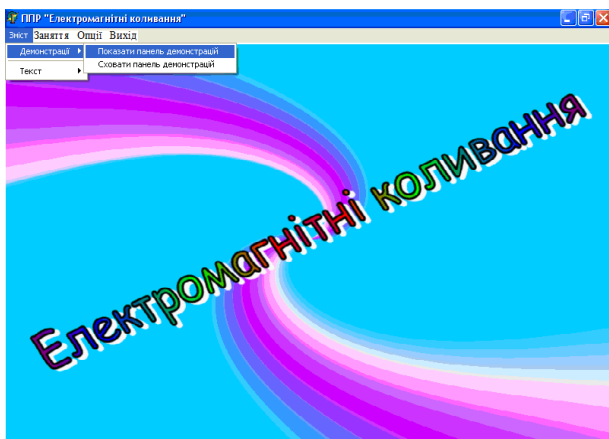 ППР "Електромагнітні коливання"
Зміст Заняття Опції Вихід
Демонстрації Показати панель демонстрацій
Сховати панель демонстрацій
Текст
Електромагнітні коливання